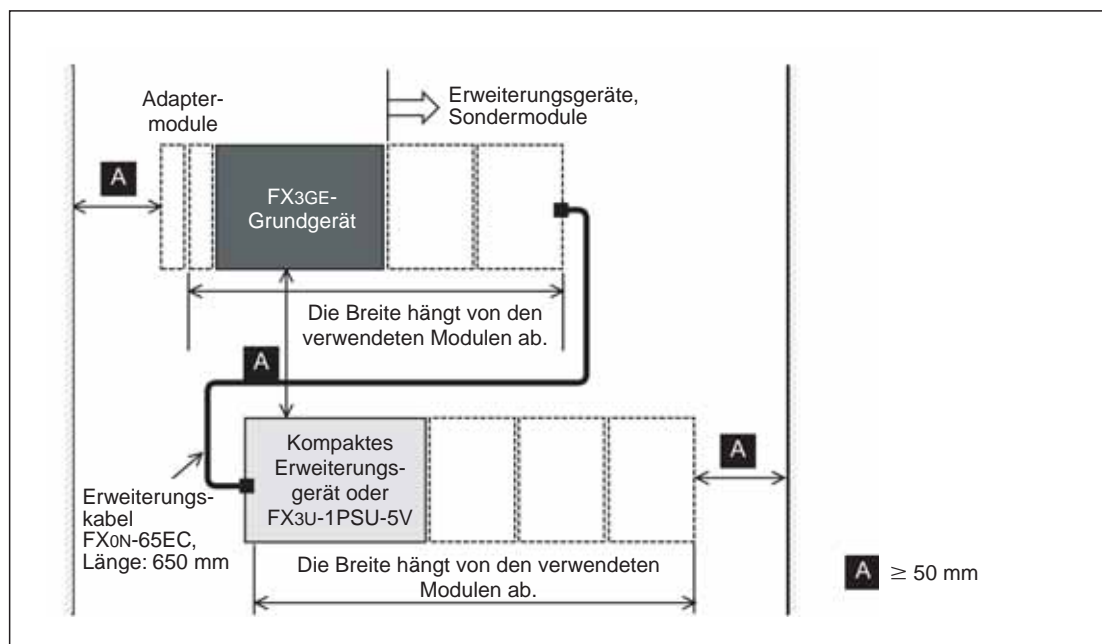 Adapter-
module
Erweiterungsgeräte,
Sondermodule
A
FX3GE-
Grundgerät
Die Breite hängt von den
verwendeten Modulen ab.
A
Kompaktes
Erweiterungs-
gerät oder
FX3U-1PSU-5V
A
Erweiterungs-
kabel
FX0N-65EC,
Länge: 650 mm
Die Breite hängt von den verwendeten
Modulen ab.
A ≥ 50 mm